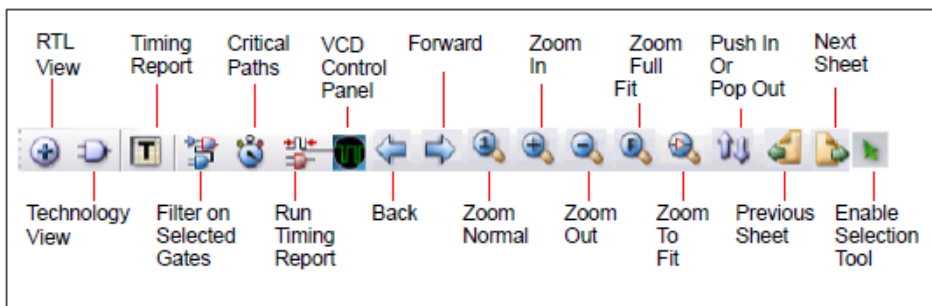 RTL
View
Timing
Report
Critical
Paths
VCD
Control
Panel
Forward
Zoom
In
Zoom
Full
Fit
Push In
Or
Pop Out
Next
Sheet
T
1
F
Technology
View
Filter on
Selected
Gates
Run
Timing
Report
Back
Zoom
Normal
Zoom
Out
Zoom
To
Fit
Previous
Sheet
Enable
Selection
Tool